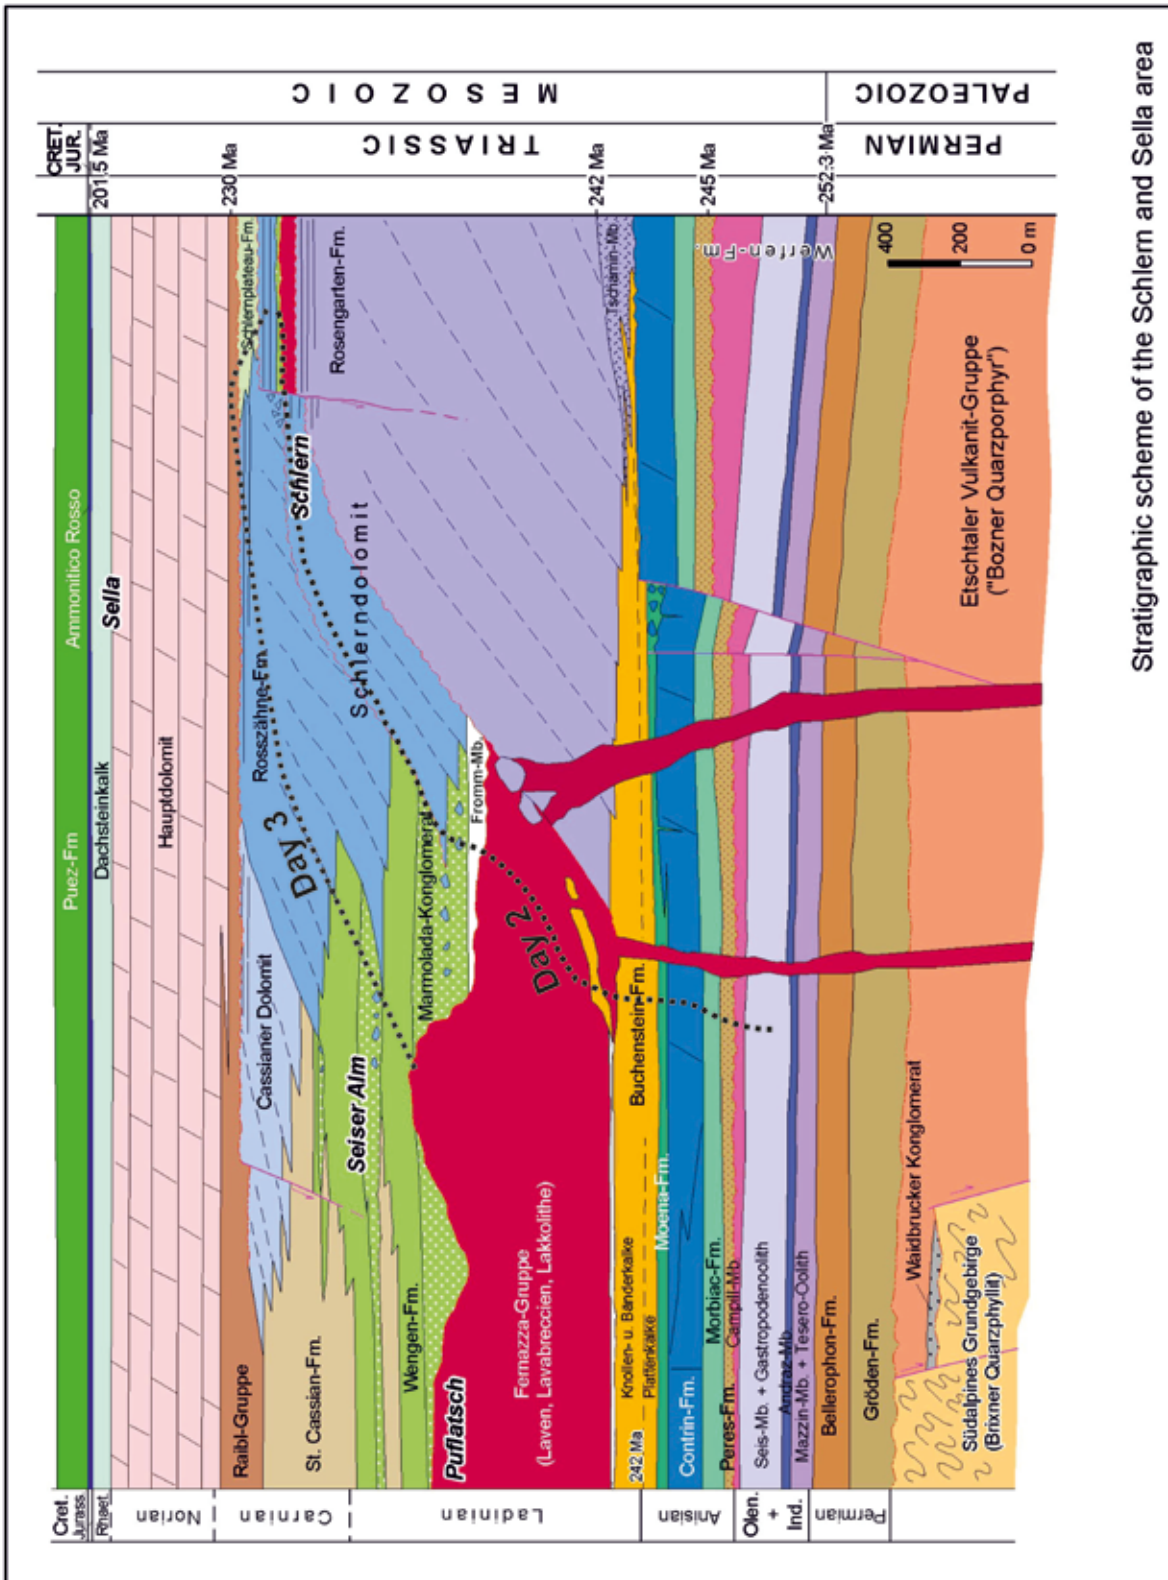 Stratigraphic scheme of the Schlern and Sella area
Cret.
Jurass.
Rhaet.
Norian
Carnian
Ladinian
Anisian
Olen.
+
Ind.
Permian
Puez-Fm
Ammonitico Rosso
Dachsteinkalk
Sella
Hauptdolomit
Raibl-Gruppe
Cassianer Dolomit
Rosszähne-Fm.
Schlernplateau-Fm.
St. Cassian-Fm.
Day 3
Schlern
Seiser Alm
Schlerndolomit
Rosengarten-Fm.
Wengen-Fm.
Marmolada-Konglomerat
Puflatsch
Fromm-Mb.
Fernazza-Gruppe
(Laven, Lavabreccien, Lakkolithe)
Day 2
Tschamin-Mb.
Knollen- u. Bänderkalke
Buchenstein-Fm.
242 Ma
Plattenkalke
Moena-Fm.
Contrin-Fm.
Morbiac-Fm.
Peres-Fm.
Campill-Mb
Werfen-Fm.
Seis-Mb. + Gastropodenoolith
Andraz-Mb
Mazzin-Mb. + Tesero-Oolith
Bellerophon-Fm.
Gröden-Fm.
Waidbrucker Konglomerat
Etschtaler Vulkanit-Gruppe
("Bozner Quarzporphyr")
Südalpines Grundgebirge
(Brixner Quarzphyllit)
400
200
0 m
201.5 Ma
230 Ma
242 Ma
245 Ma
252.3 Ma
CRET.
JUR.
TRIASSIC
PERMIAN
MESOZOIC
PALEOZOIC